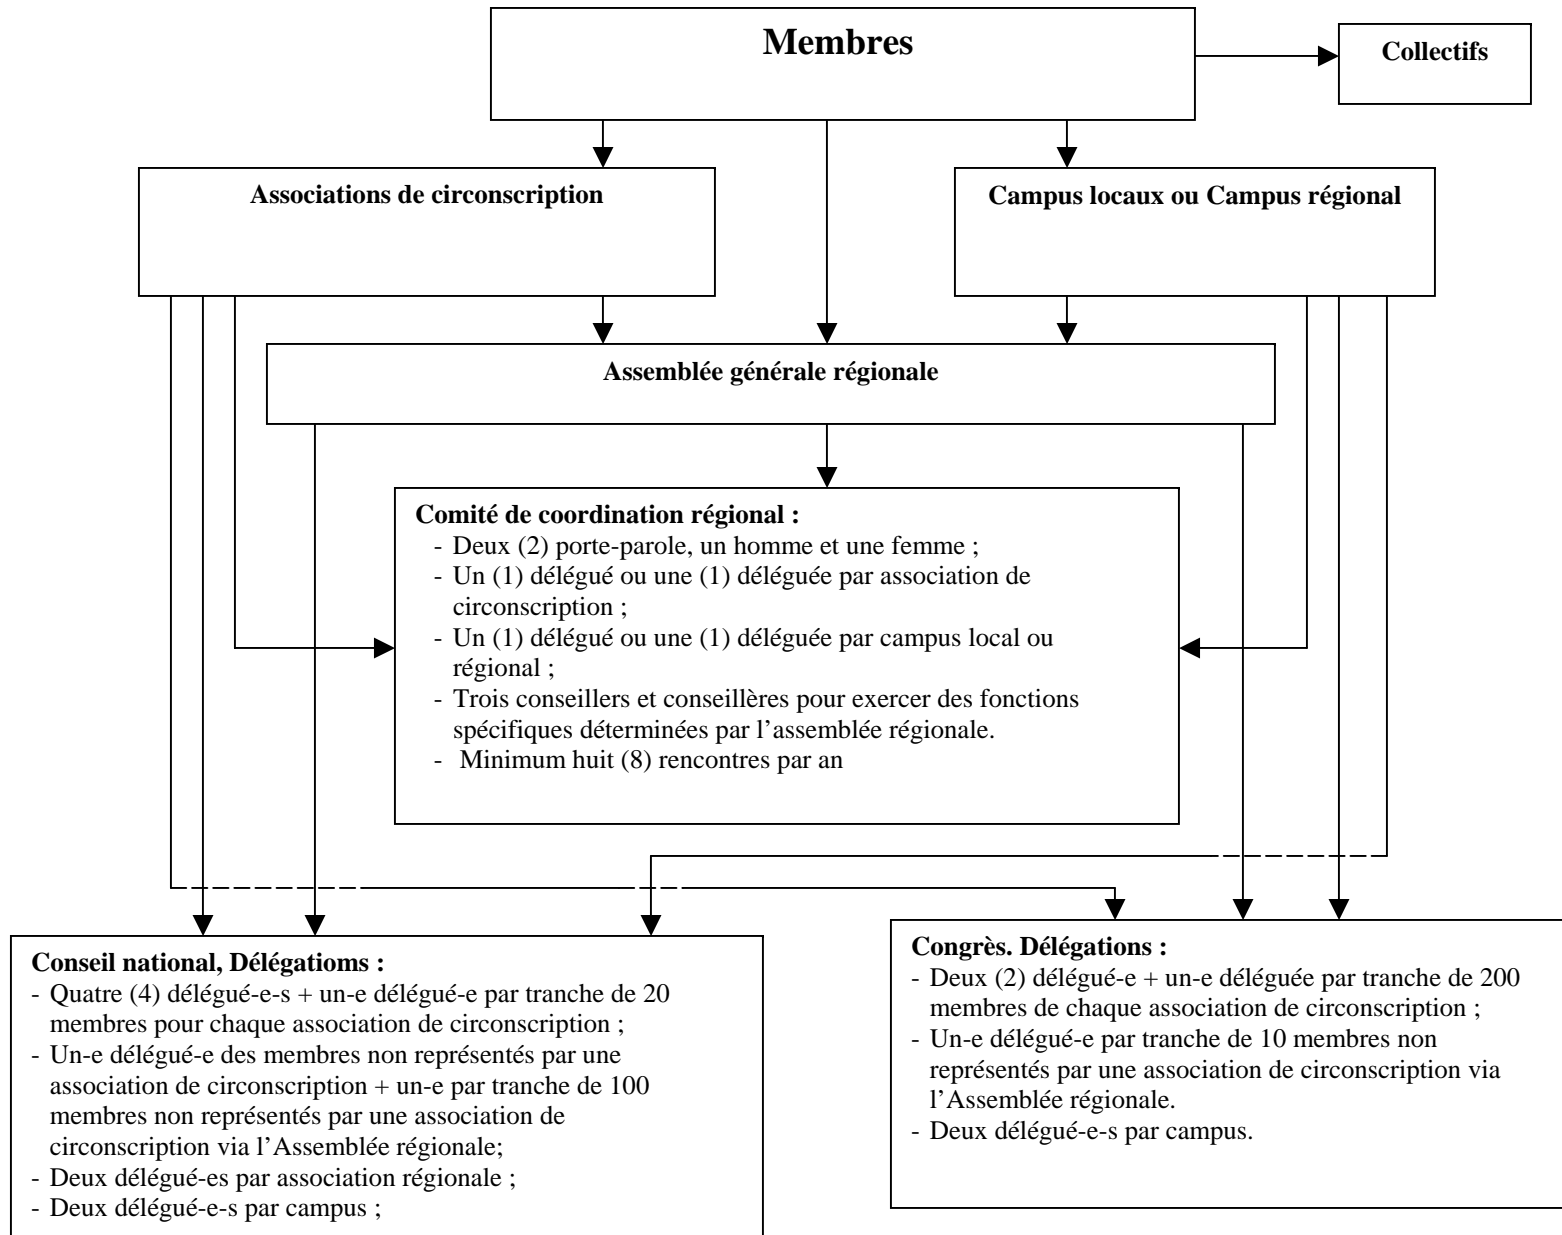 Membres
Collectifs
Associations de circonscription
Campus locaux ou Campus régional
Assemblée générale régionale
Comité de coordination régional :
- Deux (2) porte-parole, un homme et une femme ;
- Un (1) délégué ou une (1) déléguée par association de
circonscription ;
- Un (1) délégué ou une (1) déléguée par campus local ou
régional ;
- Trois conseillers et conseillères pour exercer des fonctions
spécifiques déterminées par l’assemblée régionale.
- Minimum huit (8) rencontres par an
Conseil national, Délégatioms :
- Quatre (4) délégué-e-s + un-e délégué-e par tranche de 20
membres pour chaque association de circonscription ;
- Un-e délégué-e des membres non représentés par une
association de circonscription + un-e par tranche de 100
membres non représentés par une association de
circonscription via l’Assemblée régionale;
- Deux délégué-es par association régionale ;
- Deux délégué-e-s par campus ;
Congrès. Délégations :
- Deux (2) délégué-e + un-e déléguée par tranche de 200
membres de chaque association de circonscription ;
- Un-e délégué-e par tranche de 10 membres non
représentés par une association de circonscription via
l’Assemblée régionale.
- Deux délégué-e-s par campus.